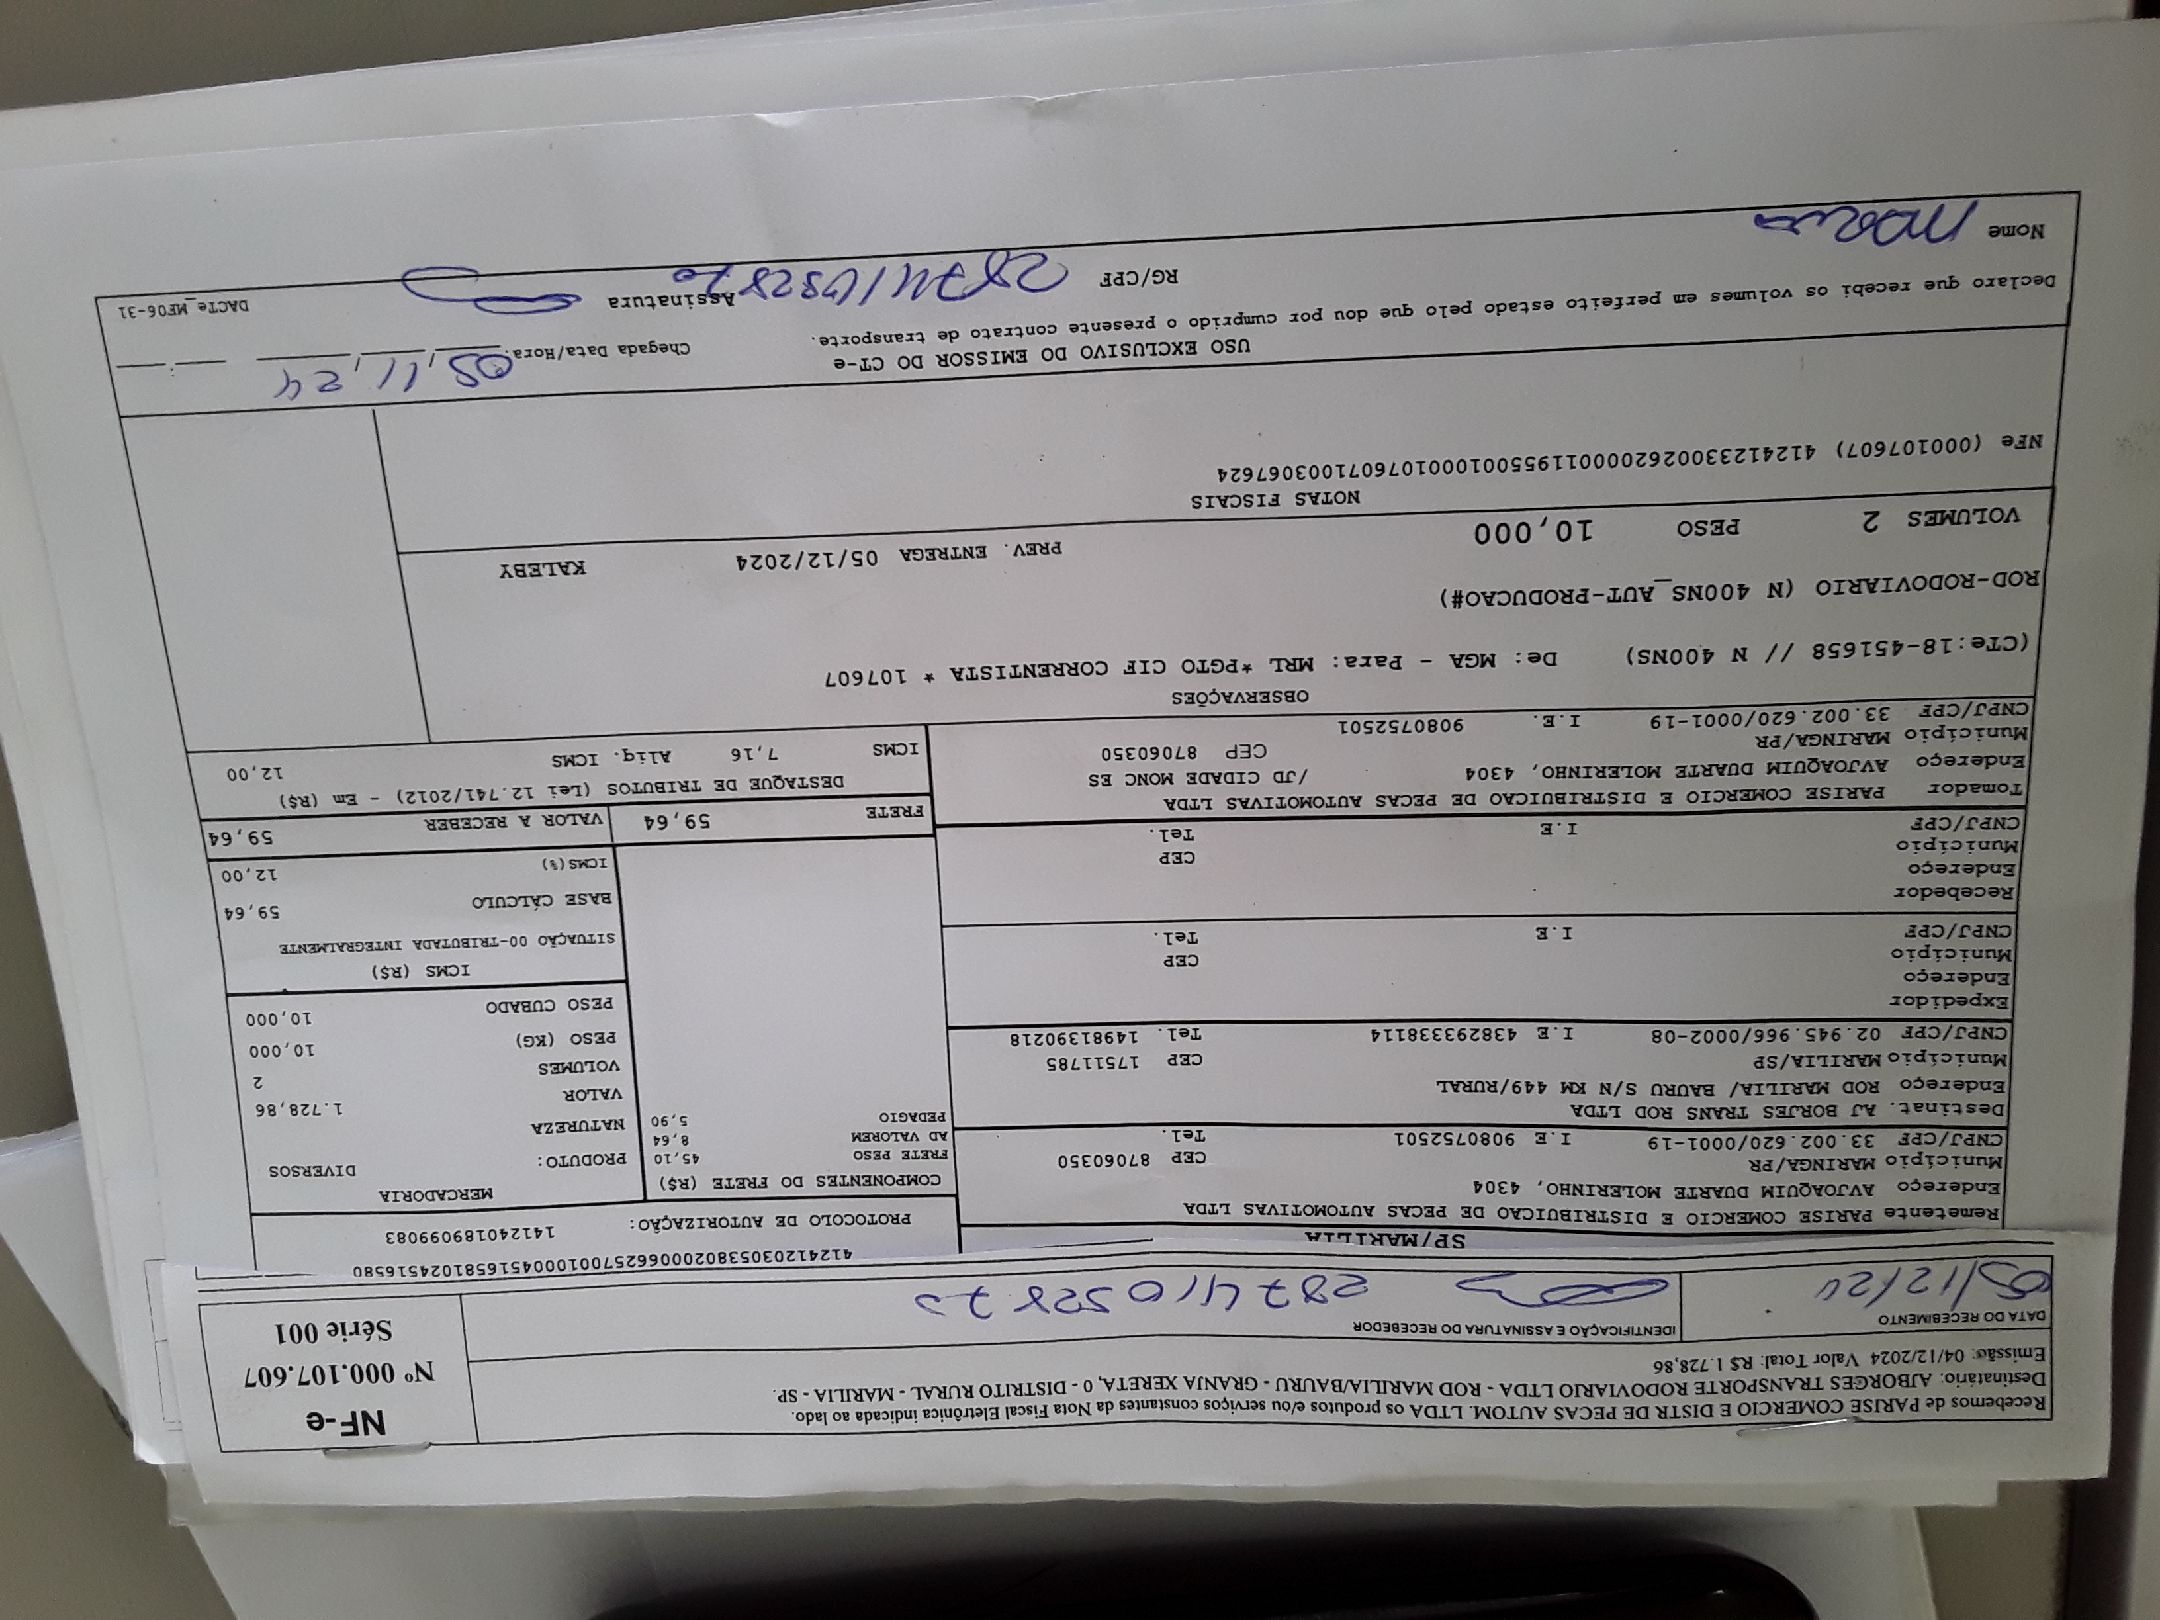 Recebemos de PARISE COMERCIO E DISTR DE PECAS AUTOM. LTDA os produtos e/ou serviços constantes da Nota Fiscal Eletrônica indicada ao lado.
Destinatário: AJBORGES TRANSPORTE RODOVIARIO LTDA - ROD MARILIA/BAURU - GRANJA XERETA, 0 - DISTRITO RURAL - MARILIA - SP.
Emissão: 04/12/2024 Valor Total: R$ 1.728,86
NF-e
Nº 000.107.607
Série 001
DATA DO RECEBIMENTO
05/12/24
IDENTIFICAÇÃO E ASSINATURA DO RECEBEDOR
28741052870
SP/MARILIA
41241203053802000662570010004516581024516580
PROTOCOLO DE AUTORIZAÇÃO: 141240189099083
Remetente PARISE COMERCIO E DISTRIBUICAO DE PECAS AUTOMOTIVAS LTDA
Endereço AVJOAQUIM DUARTE MOLERINHO, 4304
Município MARINGA/PR CEP 87060350
CNPJ/CPF 33.002.620/0001-19 I.E 9080752501 Tel.
Destinat. AJ BORJES TRANS ROD LTDA
Endereço ROD MARILIA/ BAURU S/N KM 449/RURAL
Município MARILIA/SP CEP 17511785
CNPJ/CPF 02.945.966/0002-08 I.E 438293338114 Tel. 14981390218
Expedidor
Endereço
Município CEP
CNPJ/CPF I.E Tel.
Recebedor
Endereço
Município CEP
CNPJ/CPF I.E Tel.
Tomador PARISE COMERCIO E DISTRIBUICAO DE PECAS AUTOMOTIVAS LTDA
Endereço AVJOAQUIM DUARTE MOLERINHO, 4304 /JD CIDADE MONC ES
Município MARINGA/PR CEP 87060350
CNPJ/CPF 33.002.620/0001-19 I.E. 9080752501
COMPONENTES DO FRETE (R$)
FRETE PESO 45,10
AD VALOREM 8,64
PEDAGIO 5,90
MERCADORIA
PRODUTO: DIVERSOS
NATUREZA
VALOR 1.728,86
VOLUMES 2
PESO (KG) 10,000
PESO CUBADO 10,000
ICMS (R$)
SITUAÇÃO 00-TRIBUTADA INTEGRALMENTE
BASE CÁLCULO 59,64
ICMS(%) 12,00
FRETE 59,64 VALOR A RECEBER 59,64
DESTAQUE DE TRIBUTOS (Lei 12.741/2012) - Em (R$)
ICMS 7,16 Aliq. ICMS 12,00
OBSERVAÇÕES
(CTe:18-451658 // N 400NS) De: MGA - Para: MRL *PGTO CIF CORRENTISTA * 107607
ROD-RODOVIARIO (N 400NS_AUT-PRODUCAO#)
VOLUMES 2 PESO 10,000 PREV. ENTREGA 05/12/2024 KALEBY
NOTAS FISCAIS
NFe (000107607) 41241233002620000119550010001076071003067624
USO EXCLUSIVO DO EMISSOR DO CT-e
Chegada Data/Hora: 05,11,24
Declaro que recebi os volumes em perfeito estado pelo que dou por cumprido o presente contrato de transporte.
Nome RG/CPF 28741052870 Assinatura
DACTe_MF06-31